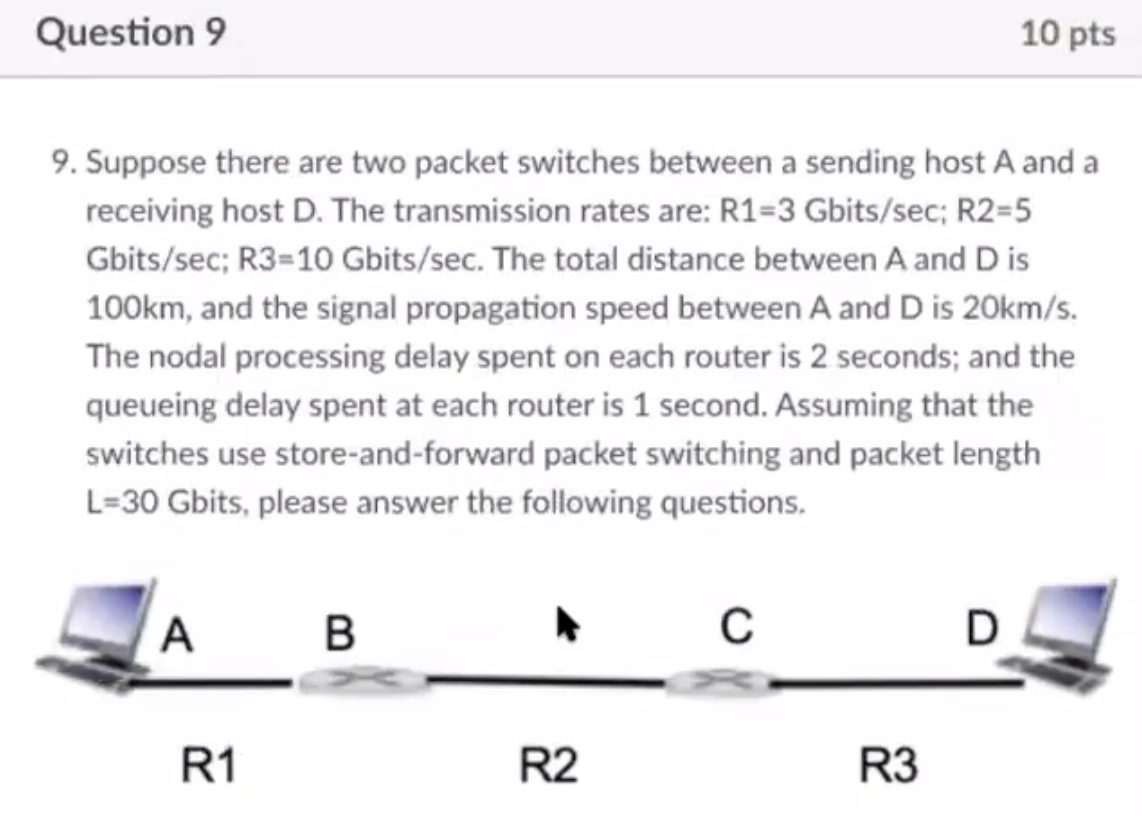 Question 9
10 pts
9. Suppose there are two packet switches between a sending host A and a
receiving host D. The transmission rates are: R1=3 Gbits/sec; R2=5
Gbits/sec; R3=10 Gbits/sec. The total distance between A and D is
100km, and the signal propagation speed between A and D is 20km/s.
The nodal processing delay spent on each router is 2 seconds; and the
queueing delay spent at each router is 1 second. Assuming that the
switches use store-and-forward packet switching and packet length
L=30 Gbits, please answer the following questions.
A B C D
R1 R2 R3